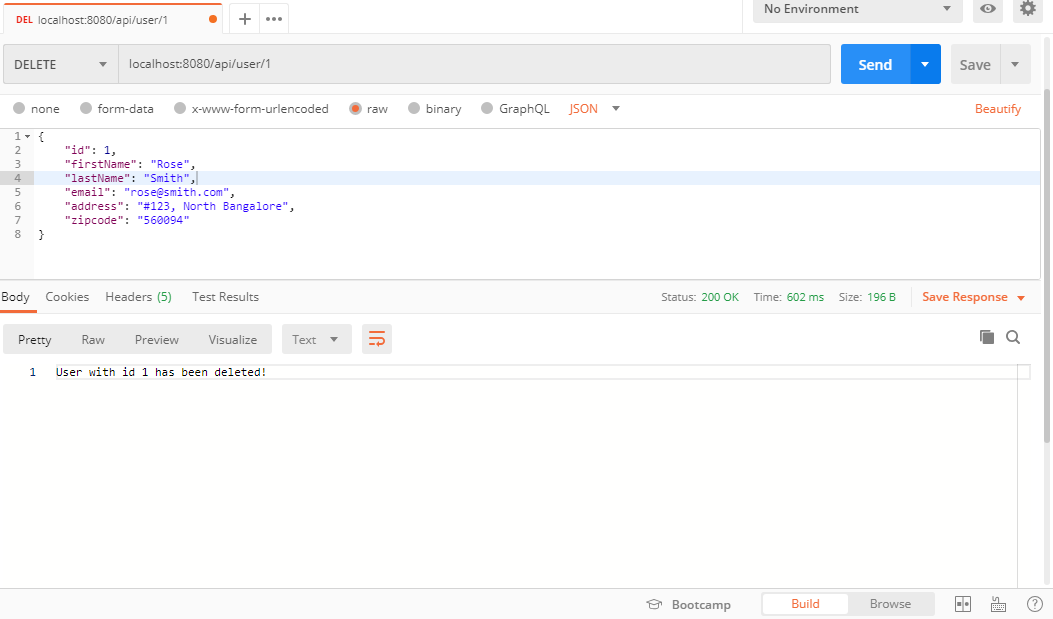 DEL localhost:8080/api/user/1
No Environment
DELETE localhost:8080/api/user/1 Send Save
none form-data x-www-form-urlencoded raw binary GraphQL JSON Beautify
1 {
2 "id": 1,
3 "firstName": "Rose",
4 "lastName": "Smith",
5 "email": "rose@smith.com",
6 "address": "#123, North Bangalore",
7 "zipcode": "560094"
8 }
Body Cookies Headers (5) Test Results Status: 200 OK Time: 602 ms Size: 196 B Save Response
Pretty Raw Preview Visualize Text
1 User with id 1 has been deleted!
Bootcamp Build Browse ?